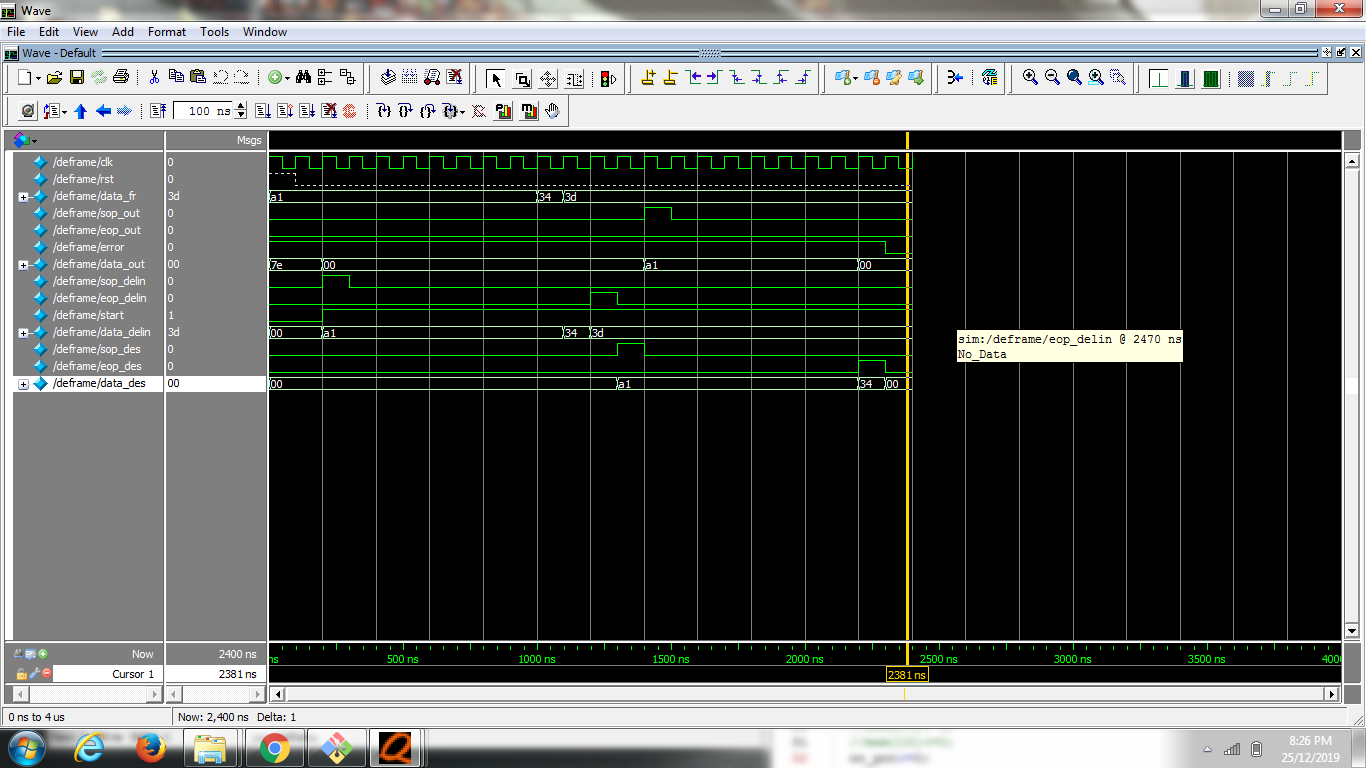 Wave
File Edit View Add Format Tools Window
Wave - Default
100 ns
Msgs
/deframe/clk 0
/deframe/rst 0
/deframe/data_fr 3d a1 34 3d
/deframe/sop_out 0
/deframe/eop_out 0
/deframe/error 0
/deframe/data_out 00 7e 00 a1 00
/deframe/sop_delin 0
/deframe/eop_delin 0
/deframe/start 1
/deframe/data_delin 3d 00 a1 34 3d
/deframe/sop_des 0
/deframe/eop_des 0
/deframe/data_des 00 00 a1 34 00
sim:/deframe/eop_delin @ 2470 ns
No_Data
Now 2400 ns ns 500 ns 1000 ns 1500 ns 2000 ns 2500 ns 3000 ns 3500 ns 4000
Cursor 1 2381 ns 2381 ns
0 ns to 4 us Now: 2,400 ns Delta: 1
8:26 PM
25/12/2019